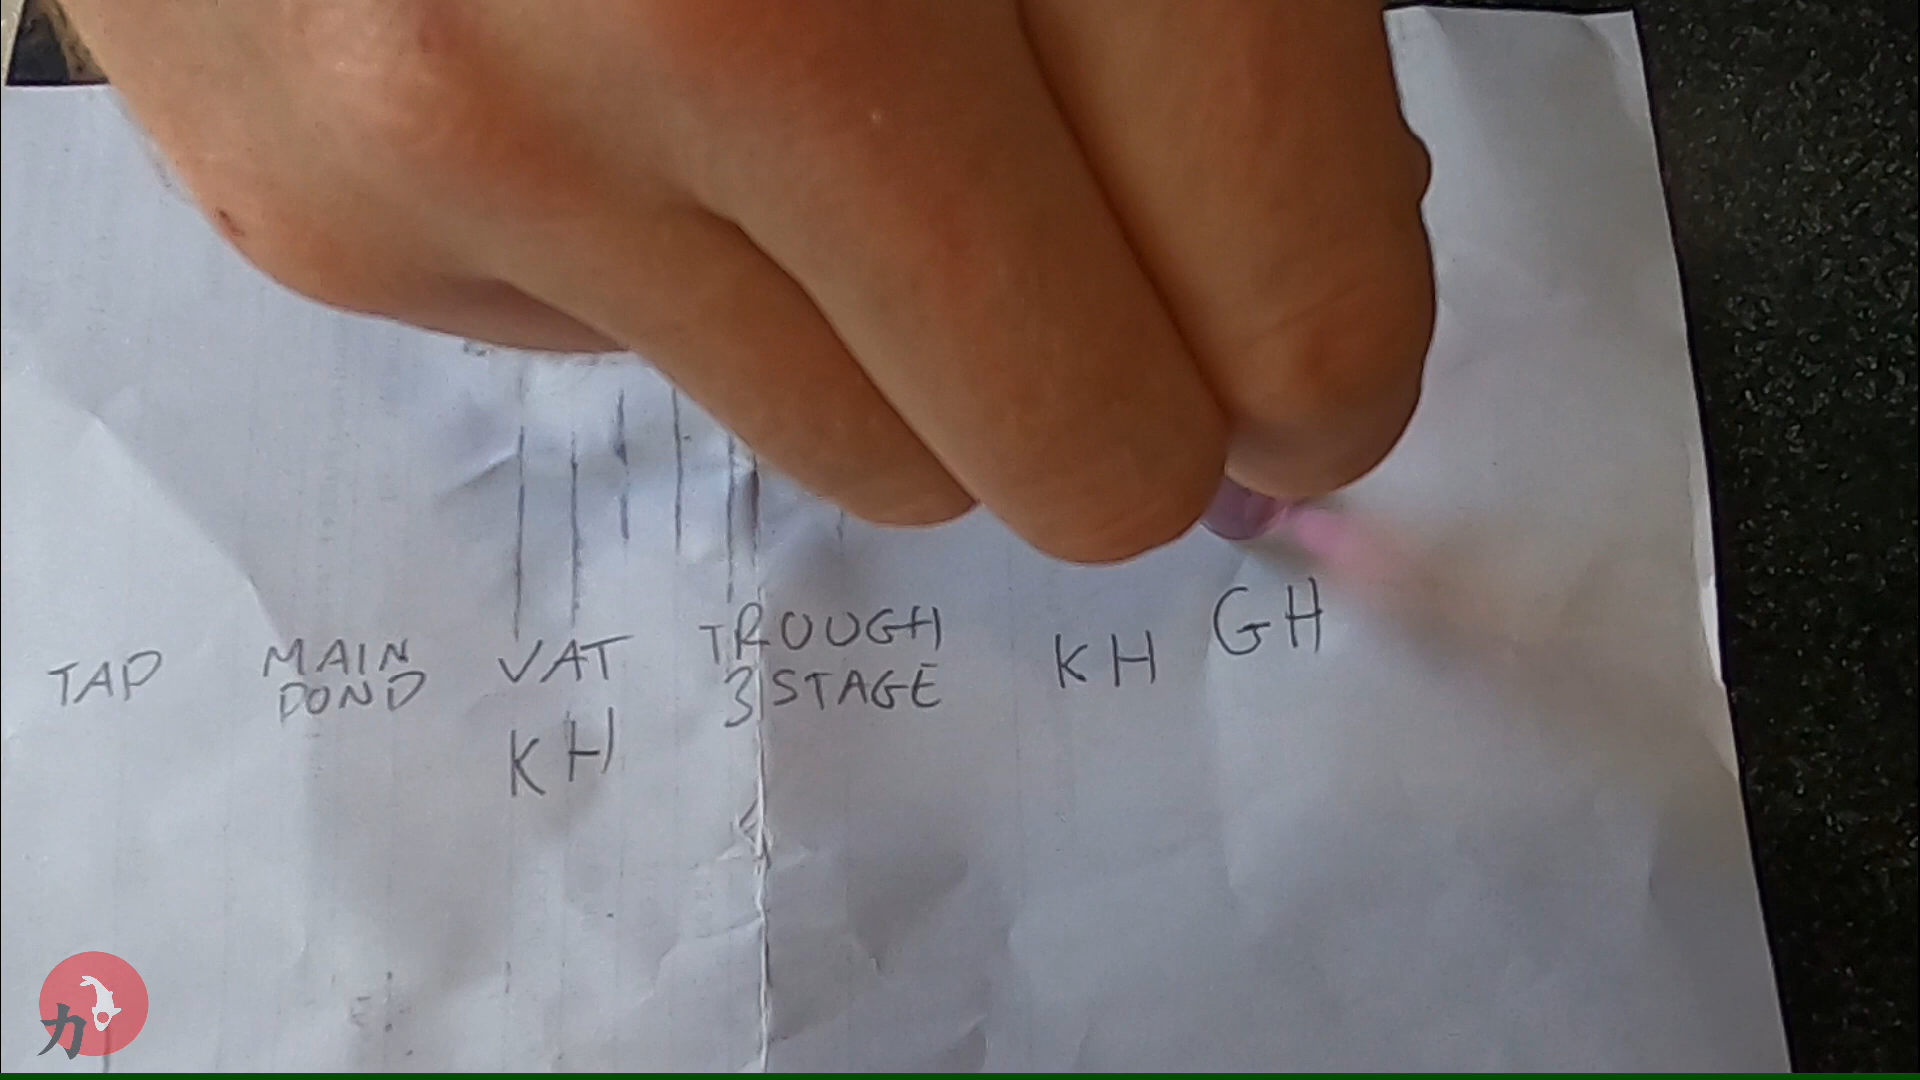 TAP
MAIN
POND
VAT
KH
TROUGH
3 STAGE
KH
GH
力